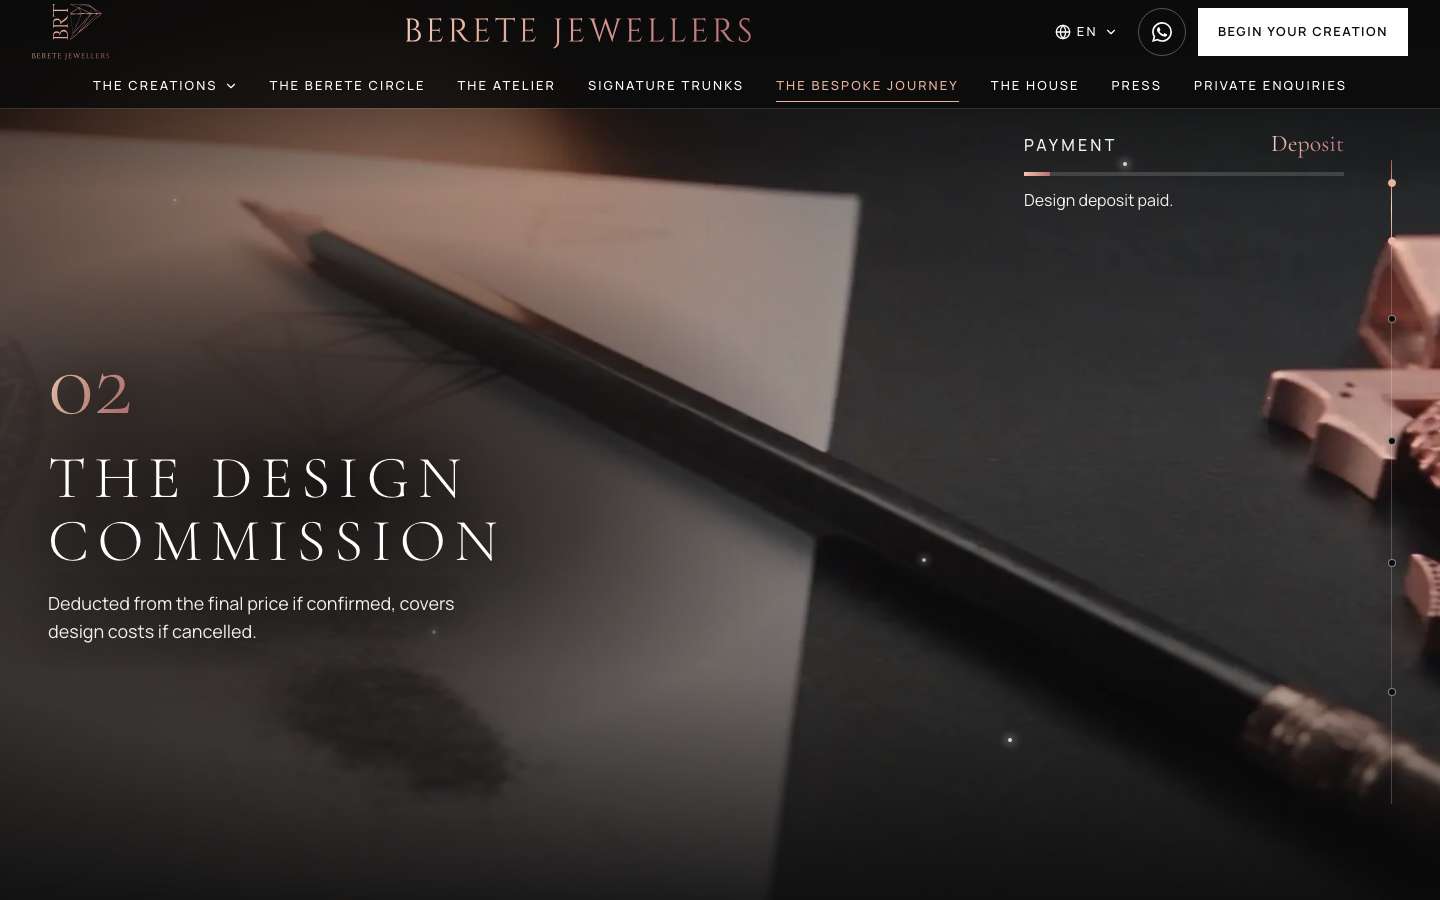 BRT
BERETE JEWELLERS
BERETE JEWELLERS
EN
BEGIN YOUR CREATION
THE CREATIONS
THE BERETE CIRCLE
THE ATELIER
SIGNATURE TRUNKS
THE BESPOKE JOURNEY
THE HOUSE
PRESS
PRIVATE ENQUIRIES
PAYMENT
Deposit
Design deposit paid.
02
THE DESIGN
COMMISSION
Deducted from the final price if confirmed, covers
design costs if cancelled.